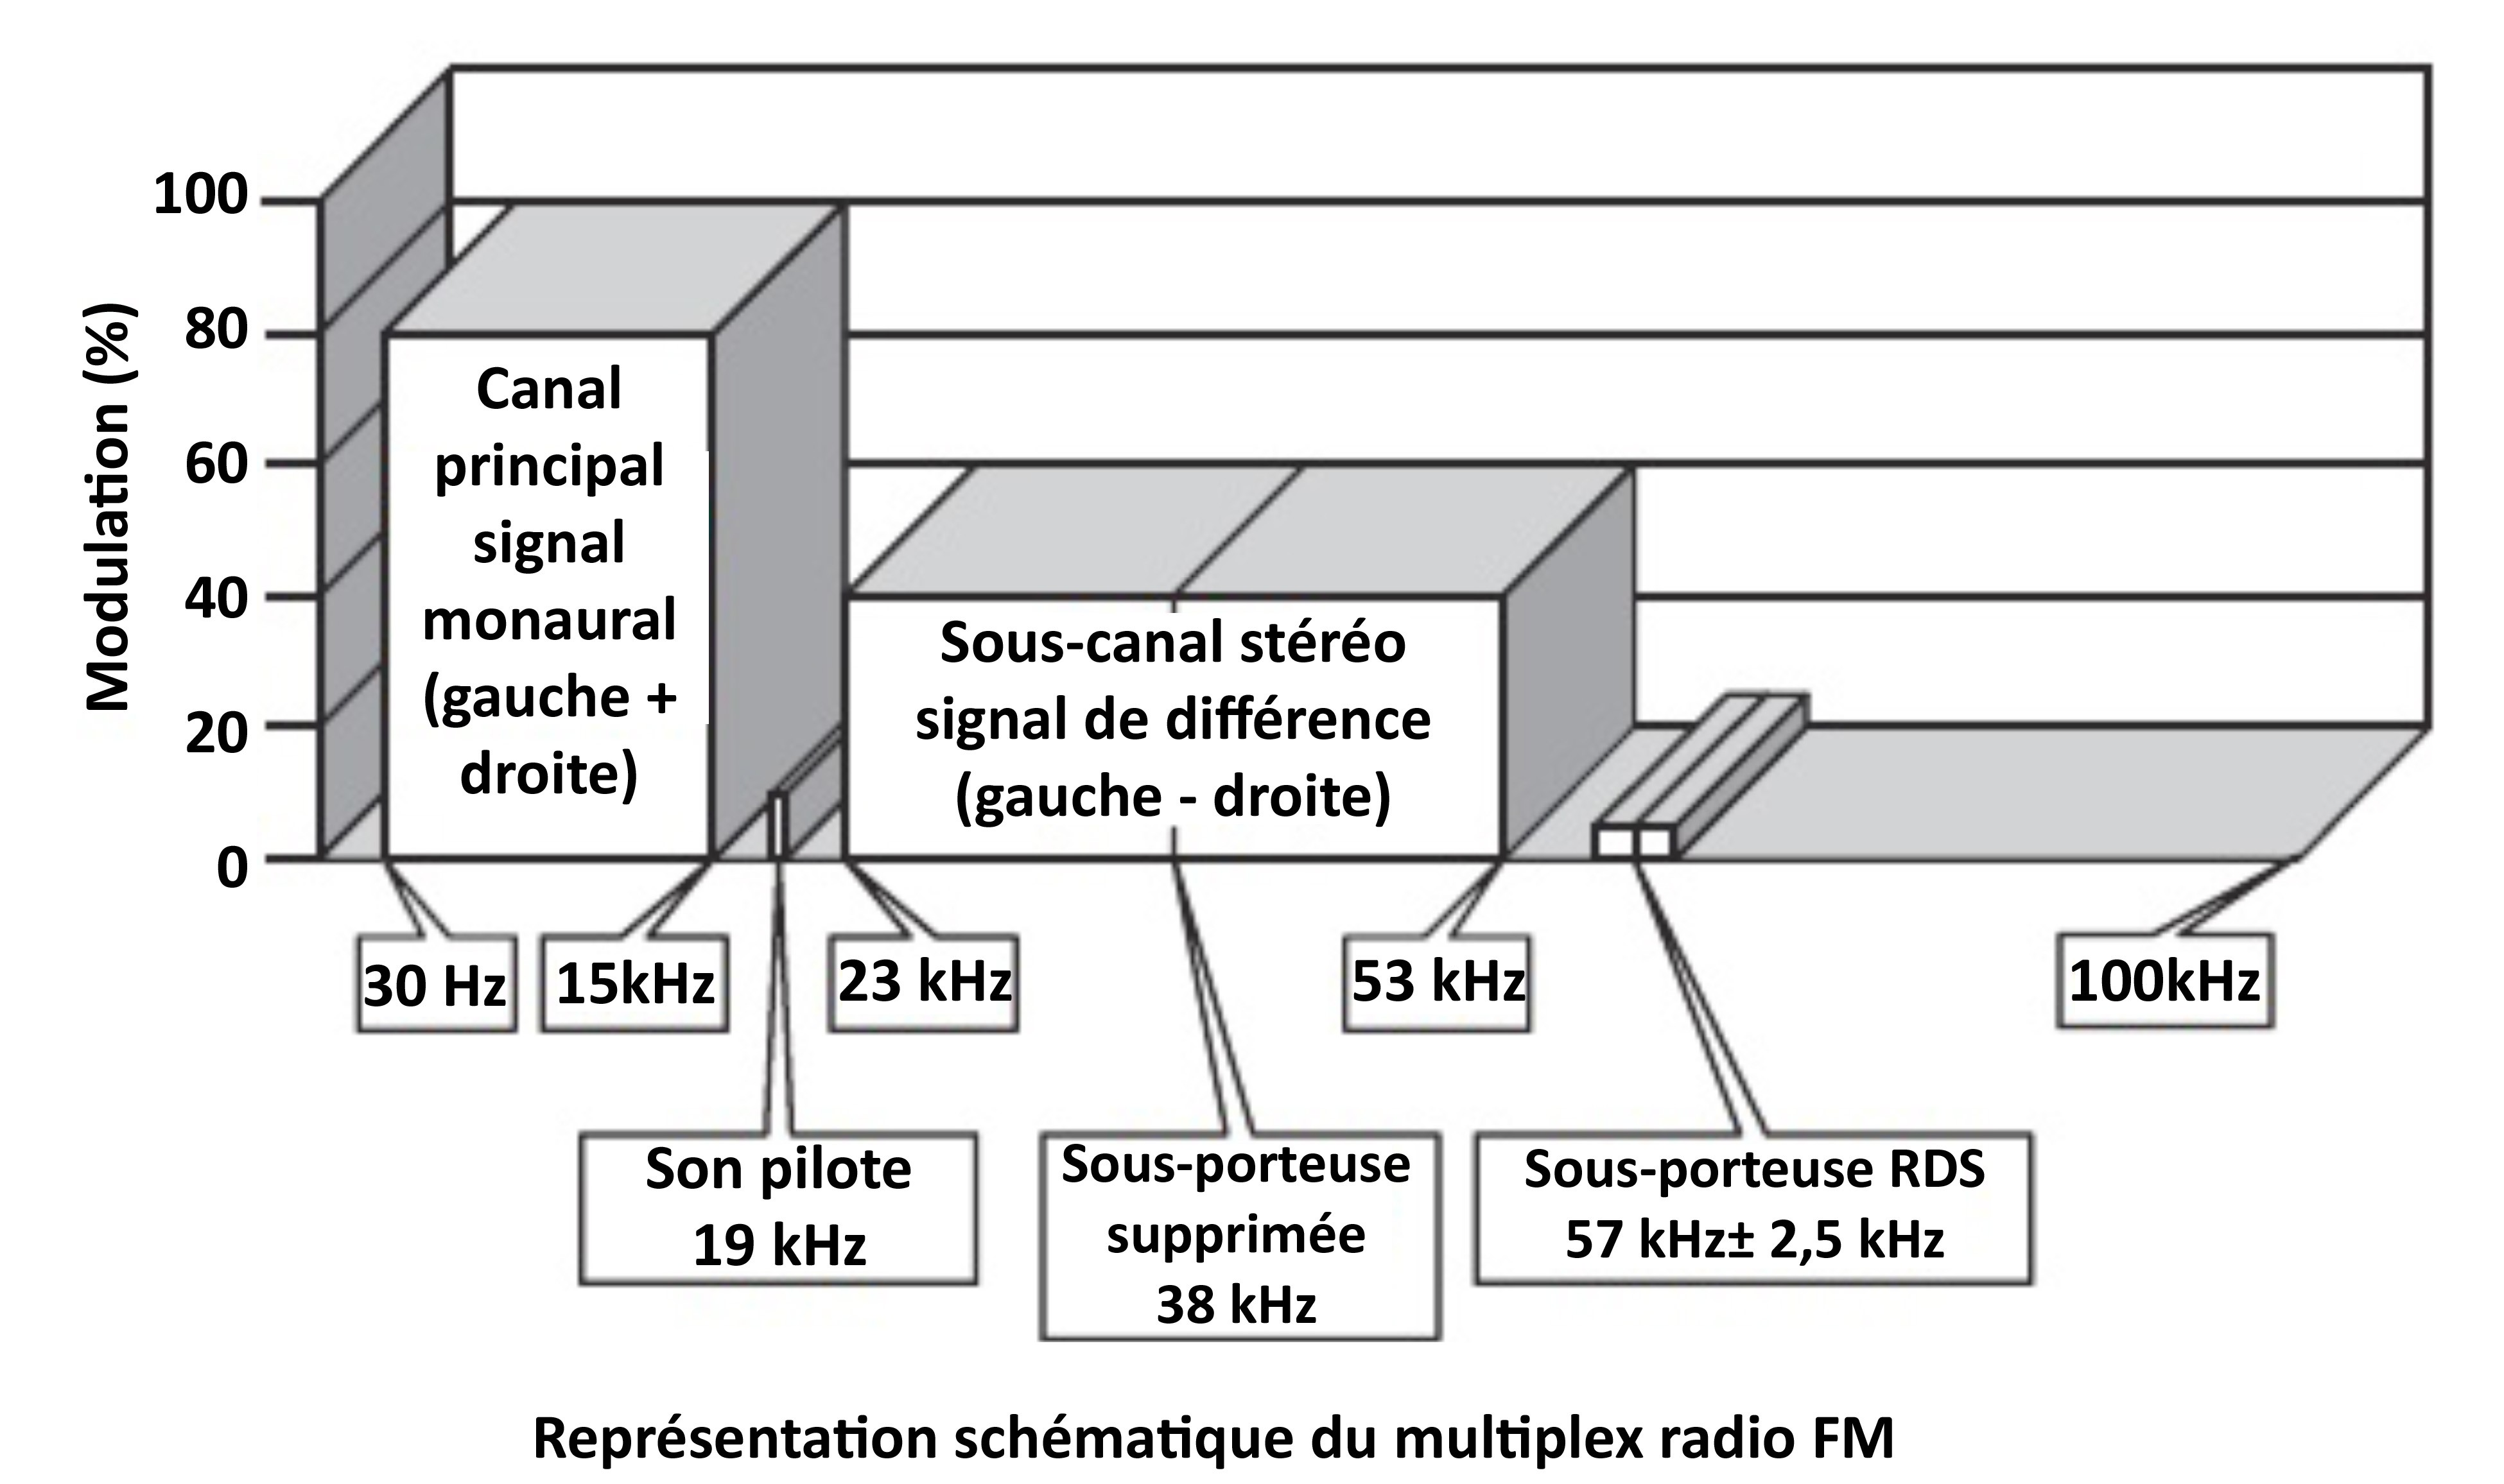 Modulation (%)
100
80
60
40
20
0
Canal
principal
signal
monaural
(gauche +
droite)
Sous-canal stéréo
signal de différence
(gauche - droite)
30 Hz
15kHz
23 kHz
53 kHz
100kHz
Son pilote
19 kHz
Sous-porteuse
supprimée
38 kHz
Sous-porteuse RDS
57 kHz± 2,5 kHz
Représentation schématique du multiplex radio FM